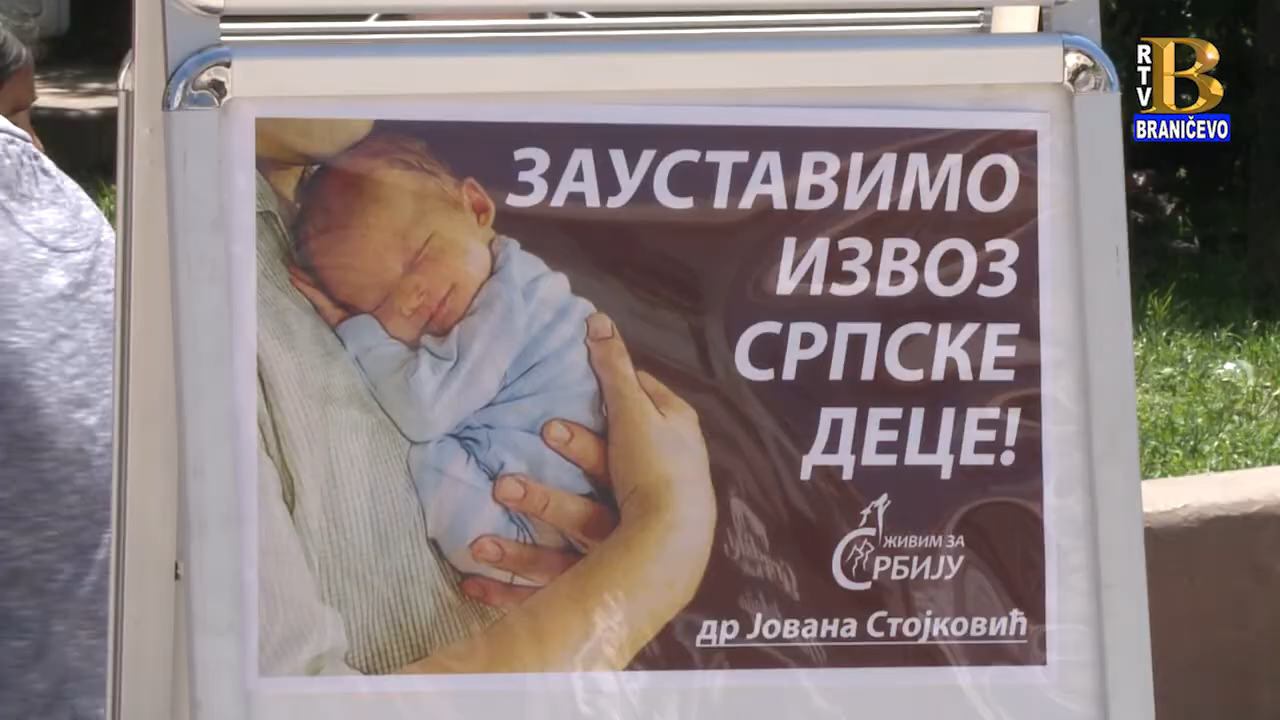 RTV
B
BRANIČEVO
ЗАУСТАВИМО
ИЗВОЗ
СРПСКЕ
ДЕЦЕ!
ЖИВИМ ЗА
СРБИЈУ
др Јована Стојковић